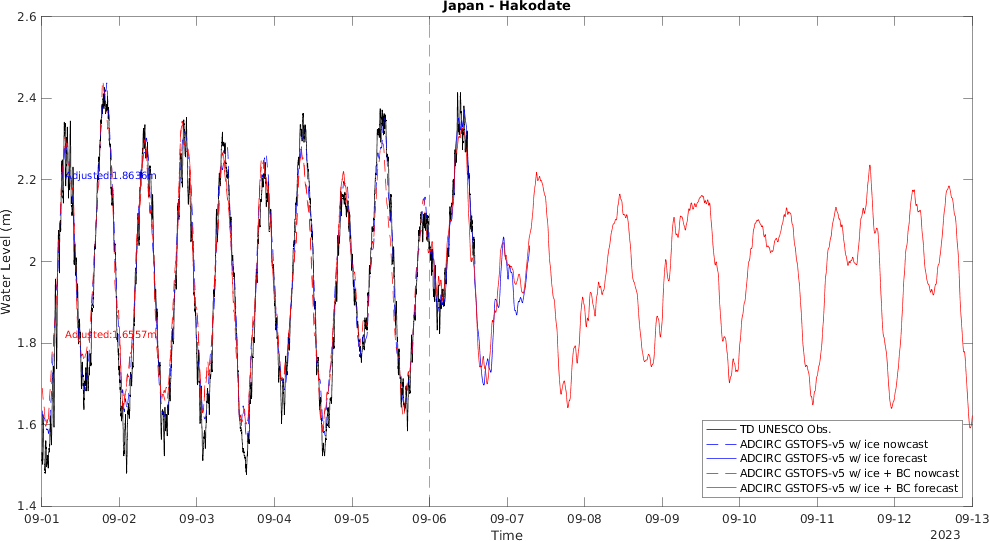 Japan - Hakodate
2.6
2.4
2.2
2
1.8
1.6
1.4
Water Level (m)
Adjusted:1.8636m
Adjusted:1.6557m
TD UNESCO Obs.
ADCIRC GSTOFS-v5 w/ ice nowcast
ADCIRC GSTOFS-v5 w/ ice forecast
ADCIRC GSTOFS-v5 w/ ice + BC nowcast
ADCIRC GSTOFS-v5 w/ ice + BC forecast
09-01 09-02 09-03 09-04 09-05 09-06 09-07 09-08 09-09 09-10 09-11 09-12 09-13
Time
2023